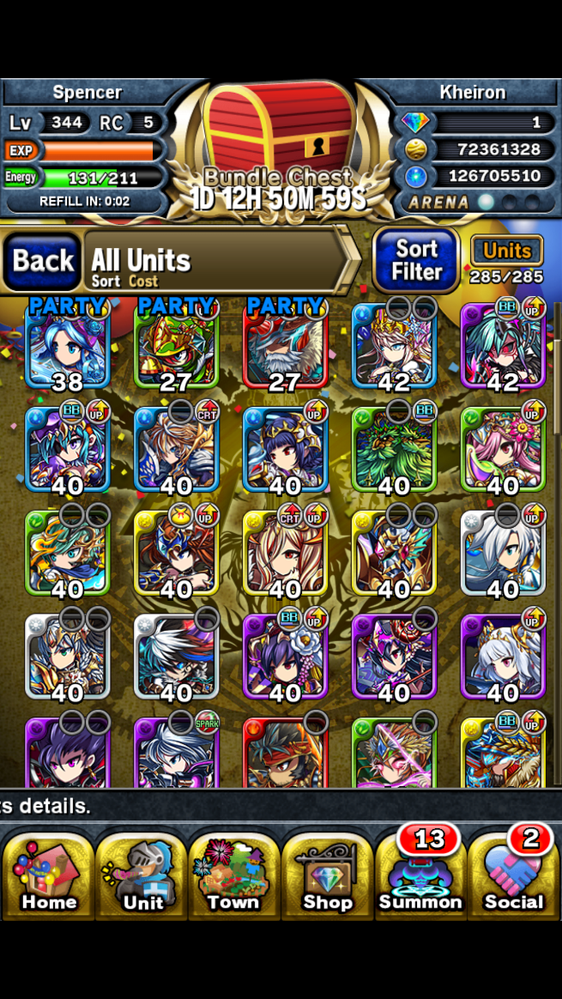 Spencer
Kheiron
Lv 344 RC 5
1
EXP
72361328
Energy 131/211
Bundle Chest
126705510
REFILL IN: 0:02
1D 12H 50M 59S
ARENA
Back
All Units
Sort Cost
Sort
Filter
Units
285/285
PARTY PARTY PARTY
BB UP
38 27 27 42 42
BB UP CRT UP BB UP
40 40 40 40 40
UP CRT UP UP
40 40 40 40 40
BB UP UP
40 40 40 40 40
SPARK BB UP
ts details.
13 2
Home Unit Town Shop Summon Social